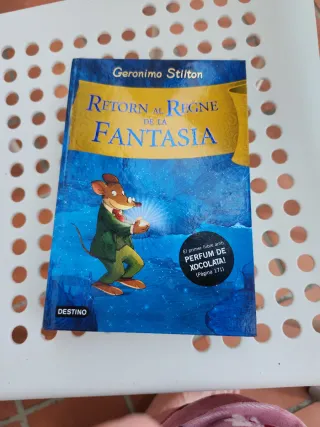 Geronimo Stilton
RETORN AL REGNE
DE LA
FANTASIA
El primer llibre amb
PERFUM DE
XOCOLATA!
(Pàgina 171)
DESTINO